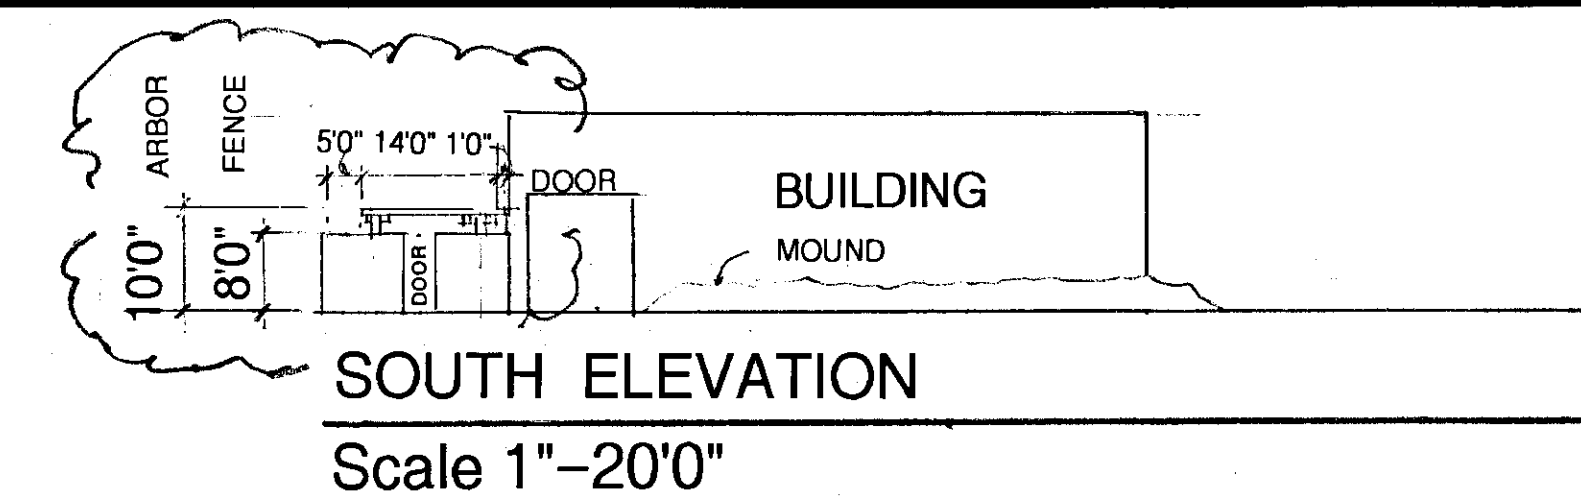 ARBOR
FENCE
5'0" 14'0" 1'0"
DOOR
BUILDING
MOUND
10'0"
8'0"
DOOR
SOUTH ELEVATION
Scale 1"–20'0"